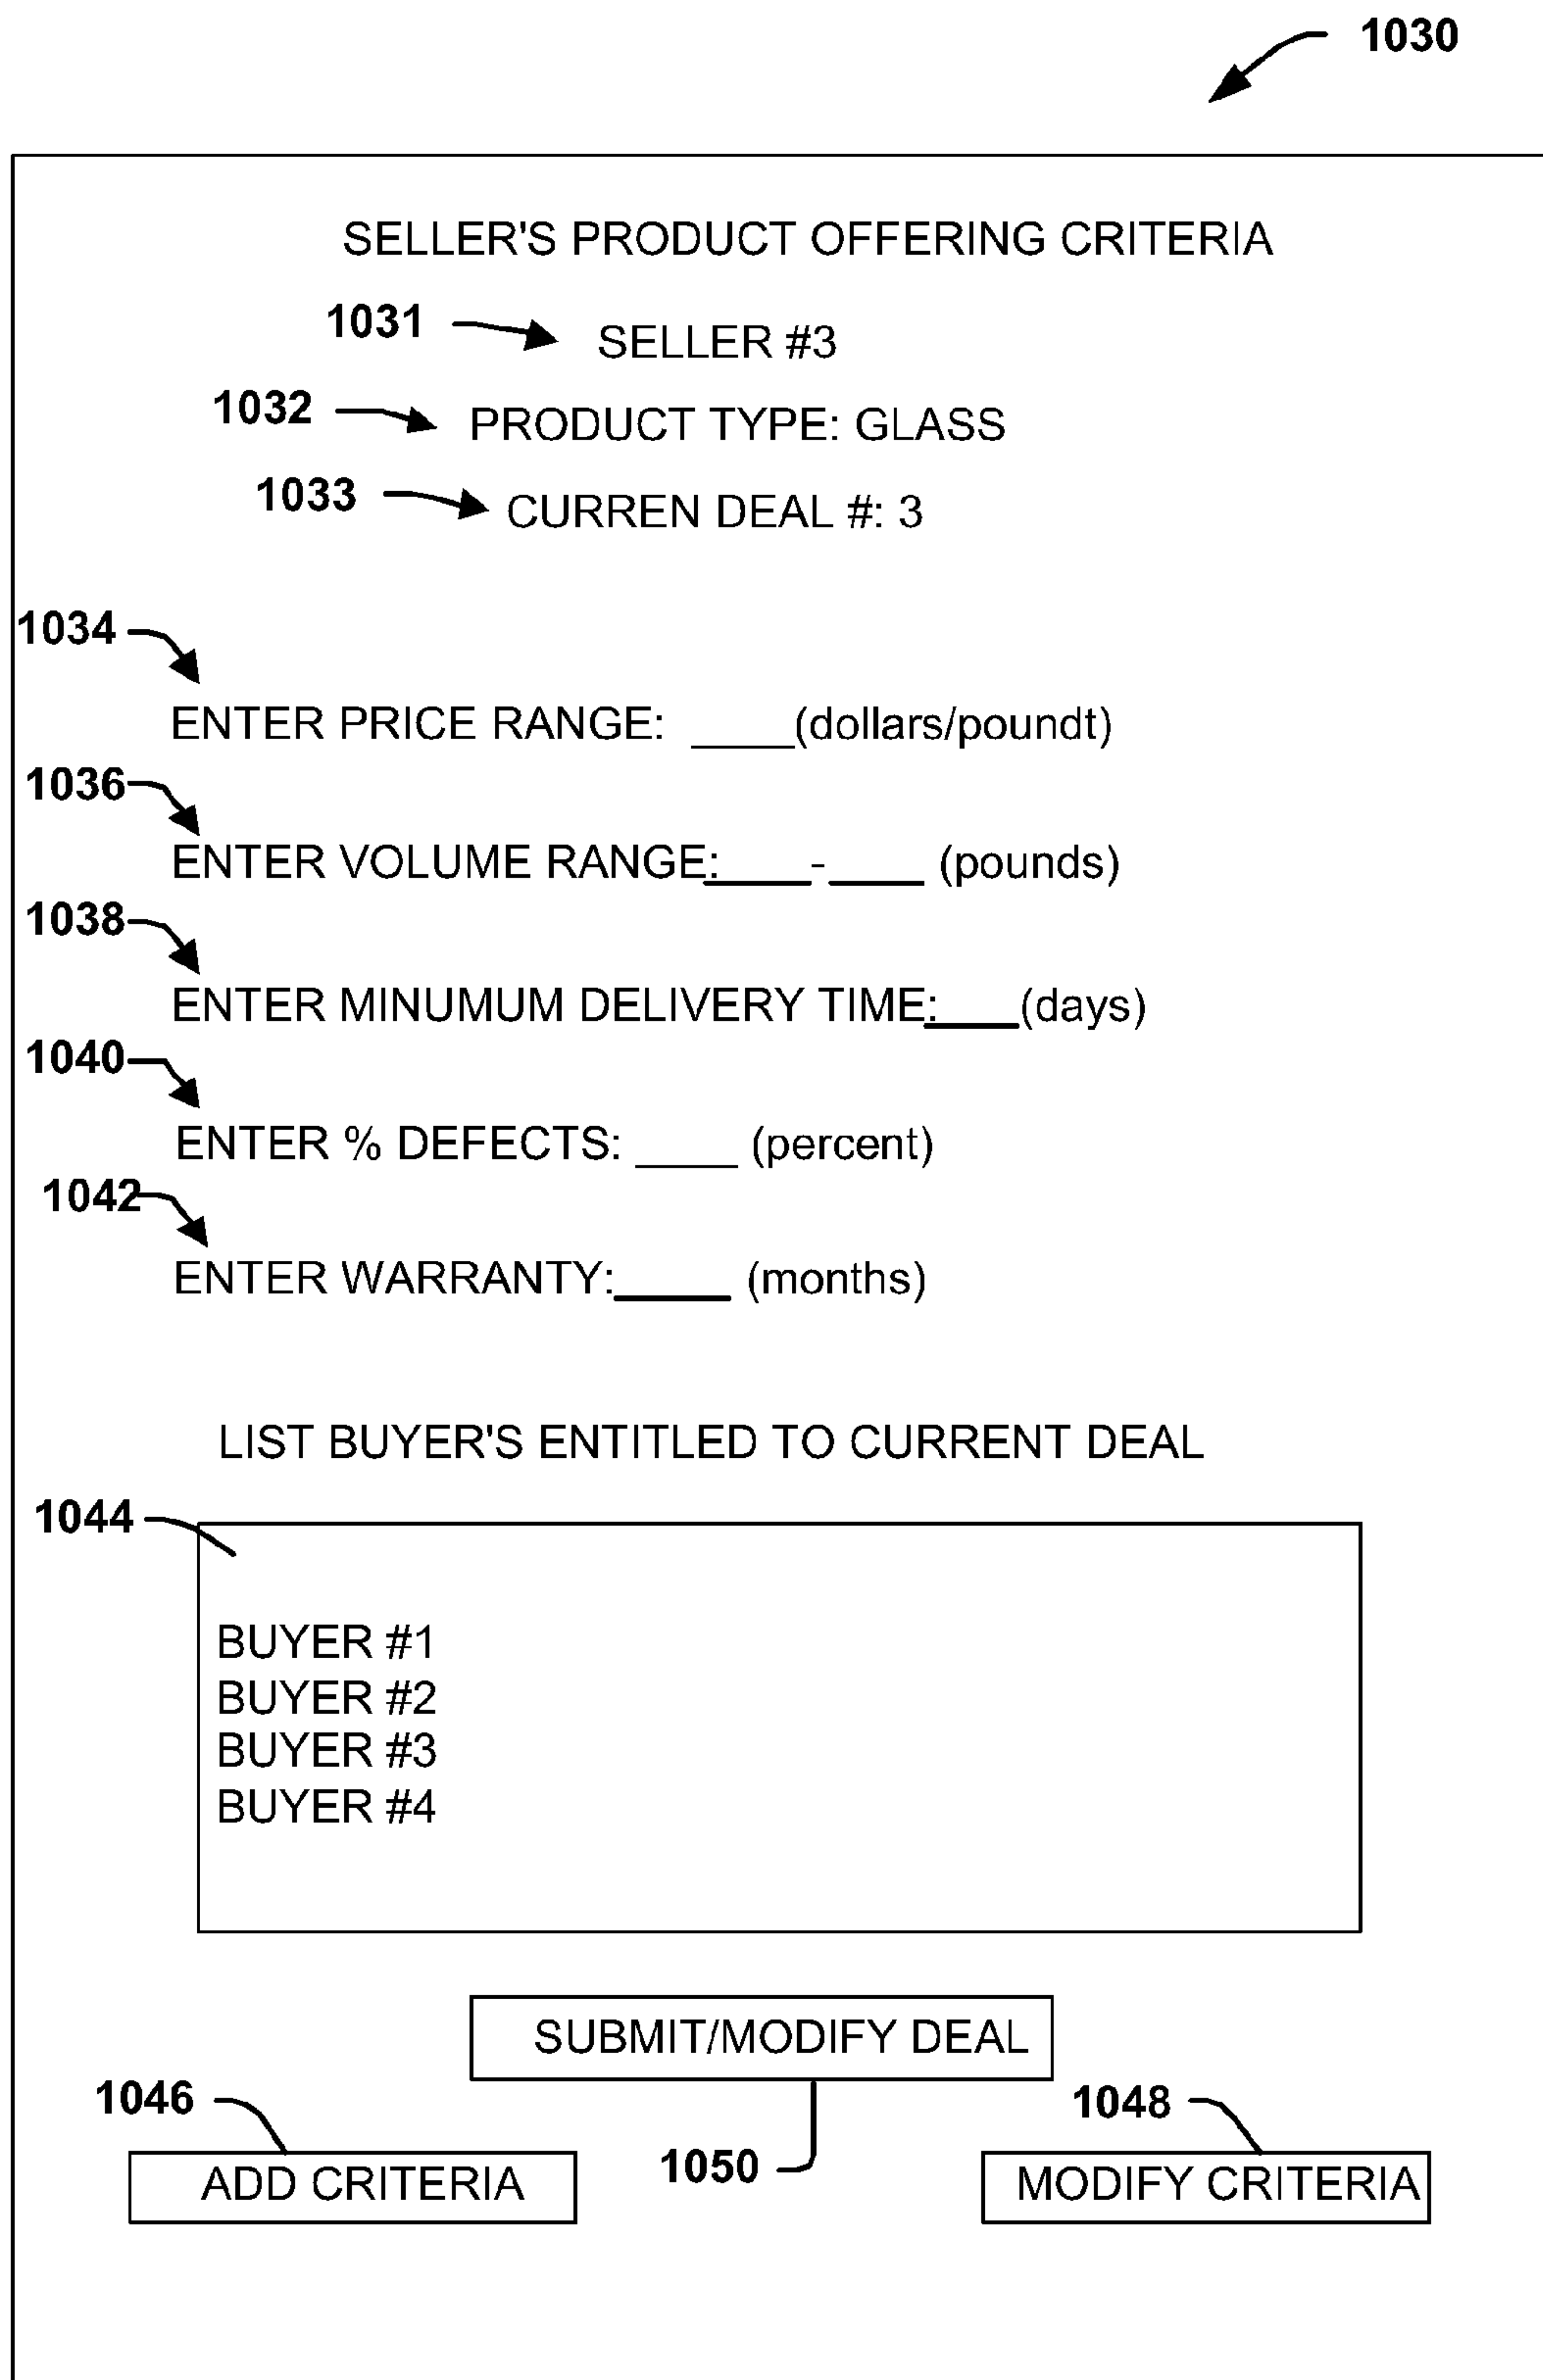 1030
SELLER'S PRODUCT OFFERING CRITERIA
1031 SELLER #3
1032 PRODUCT TYPE: GLASS
1033 CURREN DEAL #: 3
1034
ENTER PRICE RANGE: ____(dollars/poundt)
1036
ENTER VOLUME RANGE:____-____ (pounds)
1038
ENTER MINUMUM DELIVERY TIME:____(days)
1040
ENTER % DEFECTS: ____ (percent)
1042
ENTER WARRANTY:____ (months)
LIST BUYER'S ENTITLED TO CURRENT DEAL
1044
BUYER #1
BUYER #2
BUYER #3
BUYER #4
SUBMIT/MODIFY DEAL
1046 1048
1050
ADD CRITERIA MODIFY CRITERIA